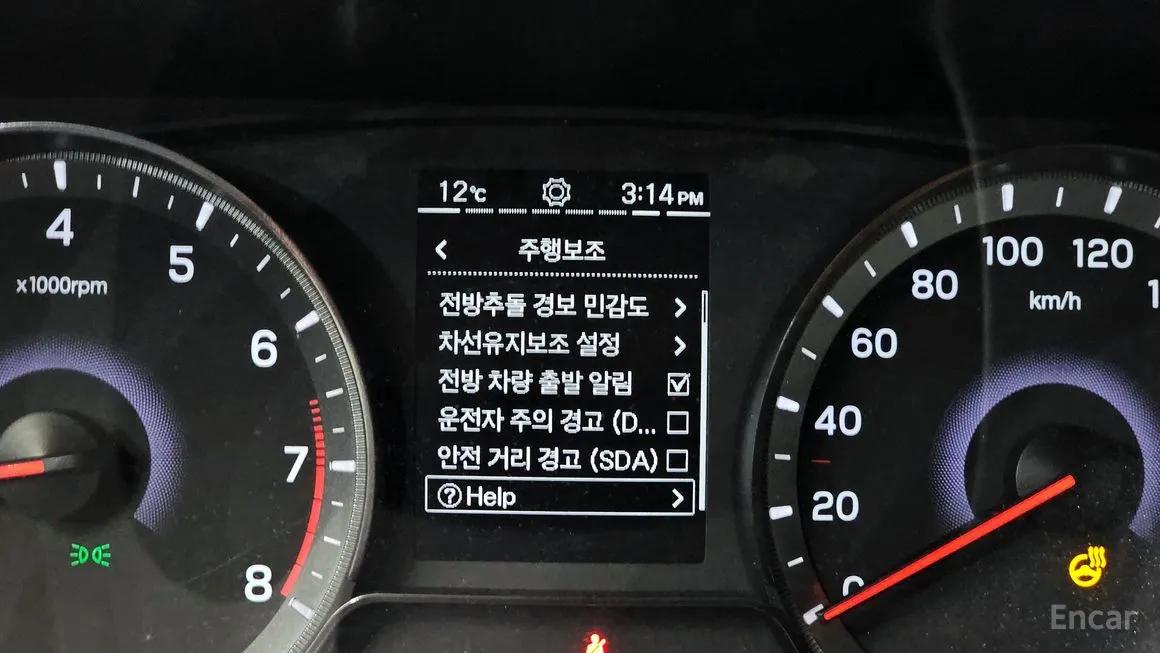 12℃ 3:14PM
주행보조
전방추돌 경보 민감도
차선유지보조 설정
전방 차량 출발 알림
운전자 주의 경고 (D...
안전 거리 경고 (SDA)
? Help
4
5
6
7
8
x1000rpm
0
20
40
60
80
100
120
1
km/h
Encar